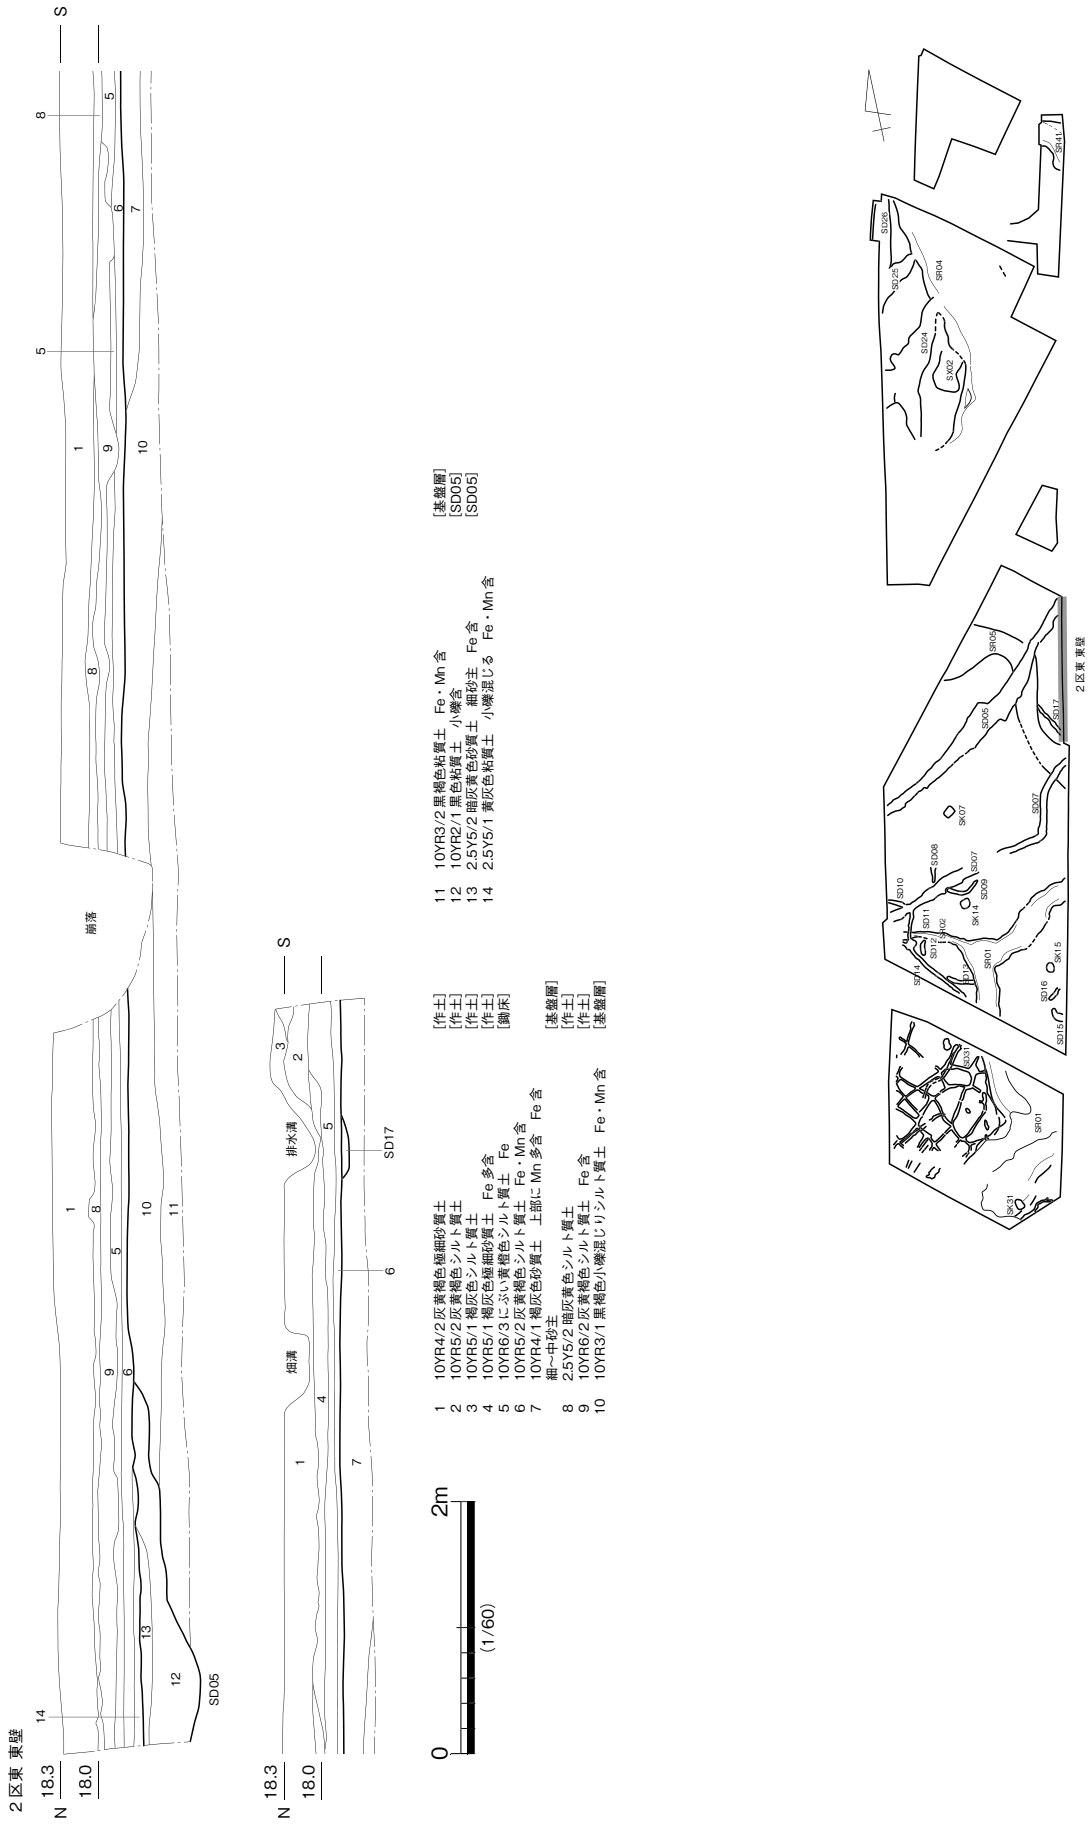 2区東 東壁
18.3
18.0
N
S
14
1
8
9
5
6
10
11
12
13
SD05
崩落
1
8
9
10
5
8
6
7
5
18.3
18.0
N
S
1
4
7
6
畑溝
排水溝
5
SD17
3
2
0
2m
(1/60)
1 10YR4/2 灰黄褐色極細砂質土 [作土]
2 10YR5/2 灰黄褐色シルト質土 [作土]
3 10YR5/1 褐灰色シルト質土 [作土]
4 10YR5/1 褐灰色極細砂質土 Fe 多含 [作土]
5 10YR6/3 にぶい黄橙色シルト質土 Fe [鋤床]
6 10YR5/2 灰黄褐色シルト質土 Fe・Mn 含
7 10YR4/1 褐灰色砂質土 上部に Mn 多含 Fe 含
細~中砂主 [基盤層]
8 2.5Y5/2 暗灰黄色シルト質土 [作土]
9 10YR6/2 灰黄褐色シルト質土 Fe 含 [作土]
10 10YR3/1 黒褐色小礫混じりシルト質土 Fe・Mn 含 [基盤層]
11 10YR3/2 黒褐色粘質土 Fe・Mn 含 [基盤層]
12 10YR2/1 黒色粘質土 小礫含 [SD05]
13 2.5Y5/2 暗灰黄色砂質土 細砂主 Fe 含 [SD05]
14 2.5Y5/1 黄灰色粘質土 小礫混じる Fe・Mn 含
SD31
SR01
SK31
SD10
SD11
SD12
SR02
SD14
SD13
SR01
SD08
SD07
SD09
SK14
SK07
SD07
SK15
SD16
SD15
SR05
SD05
SD17
2区東 東壁
SD26
SD25
SR04
SD24
SX02
SR41